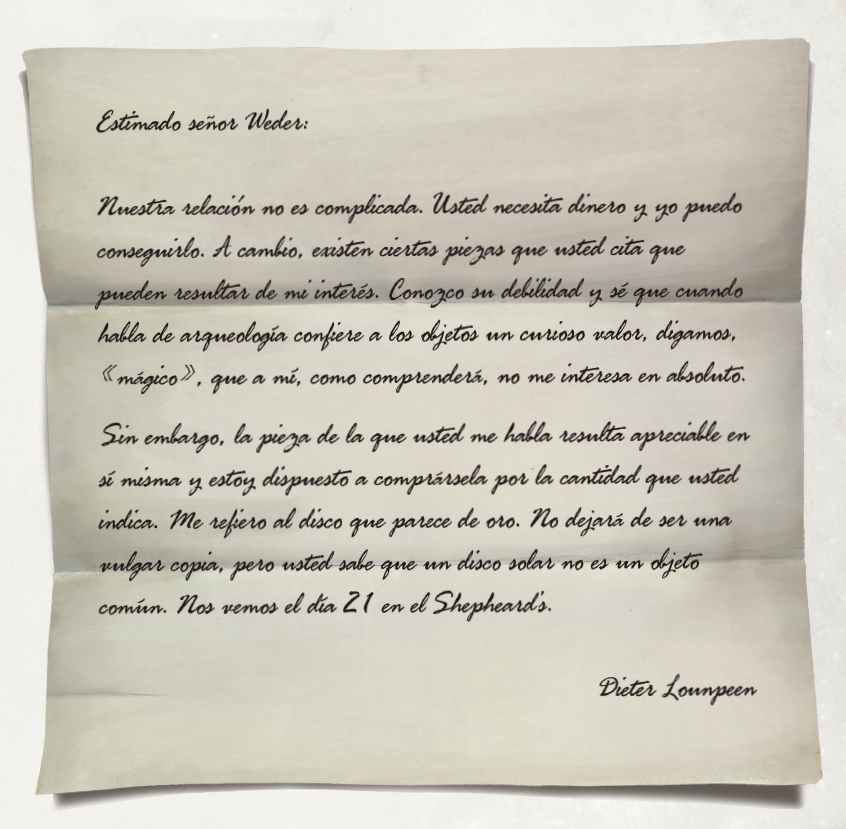 Estimado señor Weder:
Nuestra relación no es complicada. Usted necesita dinero y yo puedo
conseguirlo. A cambio, existen ciertas piezas que usted cita que
pueden resultar de mi interés. Conozco su debilidad y sé que cuando
habla de arqueología confiere a los objetos un curioso valor, digamos,
«mágico», que a mí, como comprenderá, no me interesa en absoluto.
Sin embargo, la pieza de la que usted me habla resulta apreciable en
sí misma y estoy dispuesto a comprársela por la cantidad que usted
indica. Me refiero al disco que parece de oro. No dejará de ser una
vulgar copia, pero usted sabe que un disco solar no es un objeto
común. Nos vemos el día 21 en el Shepheard's.
Dieter Lounpeen